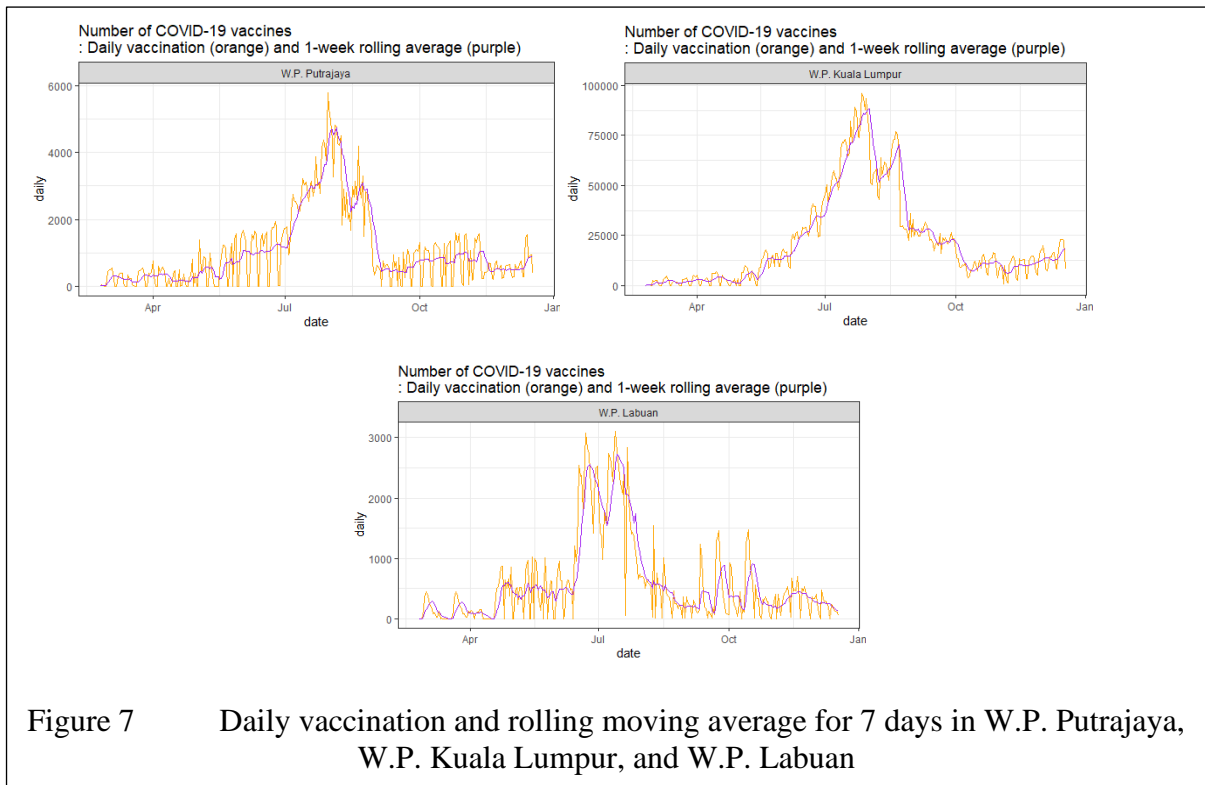 Number of COVID-19 vaccines
: Daily vaccination (orange) and 1-week rolling average (purple)
W.P. Putrajaya
6000
4000
2000
0
daily
Apr
Jul
Oct
Jan
date
Number of COVID-19 vaccines
: Daily vaccination (orange) and 1-week rolling average (purple)
W.P. Kuala Lumpur
100000
75000
50000
25000
0
daily
Apr
Jul
Oct
Jan
date
Number of COVID-19 vaccines
: Daily vaccination (orange) and 1-week rolling average (purple)
W.P. Labuan
3000
2000
1000
0
daily
Apr
Jul
Oct
Jan
date
Figure 7 Daily vaccination and rolling moving average for 7 days in W.P. Putrajaya,
W.P. Kuala Lumpur, and W.P. Labuan